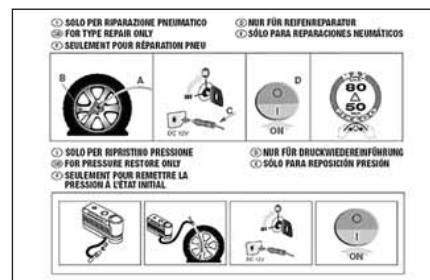 I SOLO PER RIPARAZIONE PNEUMATICO
GB FOR TYPE REPAIR ONLY
F SEULEMENT POUR RÉPARATION PNEU
D NUR FÜR REIFENREPARATUR
E SÓLO PARA REPARACIONES NEUMÁTICOS
B
A
DC 12V
C
D
O
I
ON
80
50
I SOLO PER RIPRISTINO PRESSIONE
GB FOR PRESSURE RESTORE ONLY
F SEULEMENT POUR REMETTRE LA
PRESSION À L'ÉTAT INITIAL
D NUR FÜR DRUCKWIEDEREINFÜHRUNG
E SÓLO PARA REPOSICIÓN PRESIÓN
DC 12V
O
I
ON